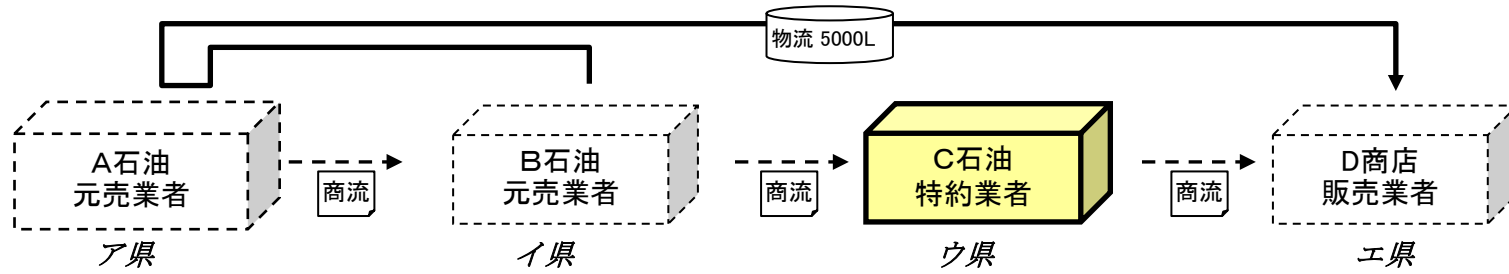 物流 5000L
A石油
元売業者
商流
B石油
元売業者
商流
C石油
特約業者
商流
D商店
販売業者
ア県
イ県
ウ県
エ県